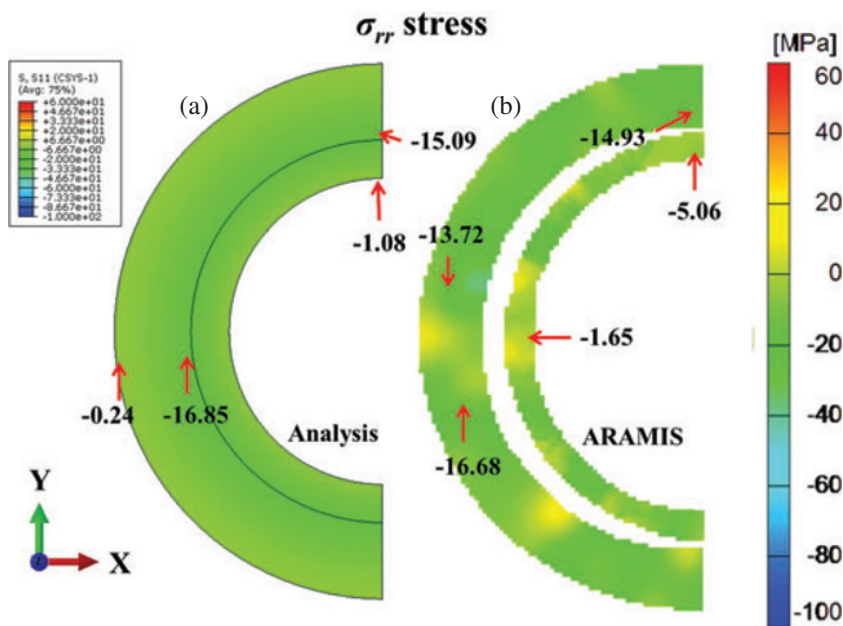 σrr stress
S, S11 (CSYS-1)
(Avg: 75%)
+6.000e+01
+4.667e+01
+3.333e+01
+2.000e+01
+6.667e+00
-6.667e+00
-2.000e+01
-3.333e+01
-4.667e+01
-6.000e+01
-7.333e+01
-8.667e+01
-1.000e+02
(a)
-15.09
-1.08
-0.24
-16.85
Analysis
Y
X
Z
(b)
-14.93
-5.06
-13.72
-1.65
-16.68
ARAMIS
[MPa]
60
40
20
0
-20
-40
-60
-80
-100